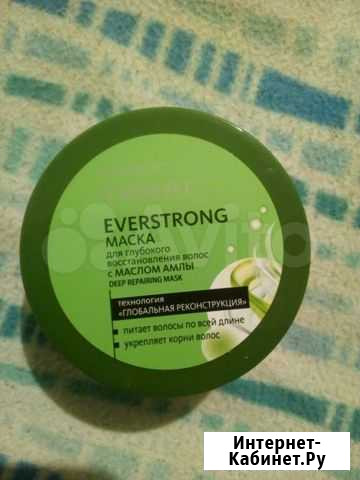 EVERSTRONG
МАСКА
для глубокого
восстановления волос
с МАСЛОМ АМЛЫ
DEEP REPAIRING MASK
технология
«ГЛОБАЛЬНАЯ РЕКОНСТРУКЦИЯ»
питает волосы по всей длине
укрепляет корни волос
Avito
Интернет-
Кабинет.Ру